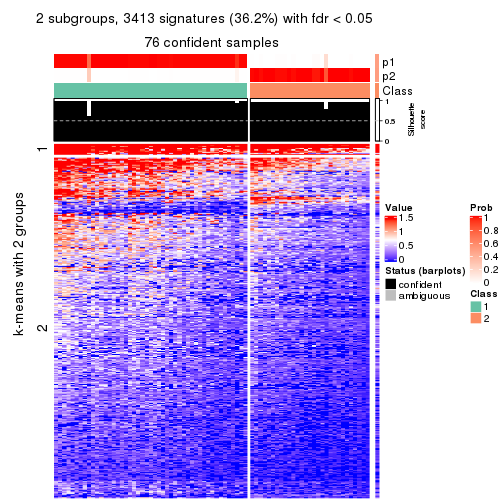 2 subgroups, 3413 signatures (36.2%) with fdr < 0.05
76 confident samples
p1
p2
Class
1
0.5
0
Silhouette
score
1
2
k-means with 2 groups
Value
1.5
1
0.5
0
Status (barplots)
confident
ambiguous
Prob
1
0.8
0.6
0.4
0.2
0
Class
1
2